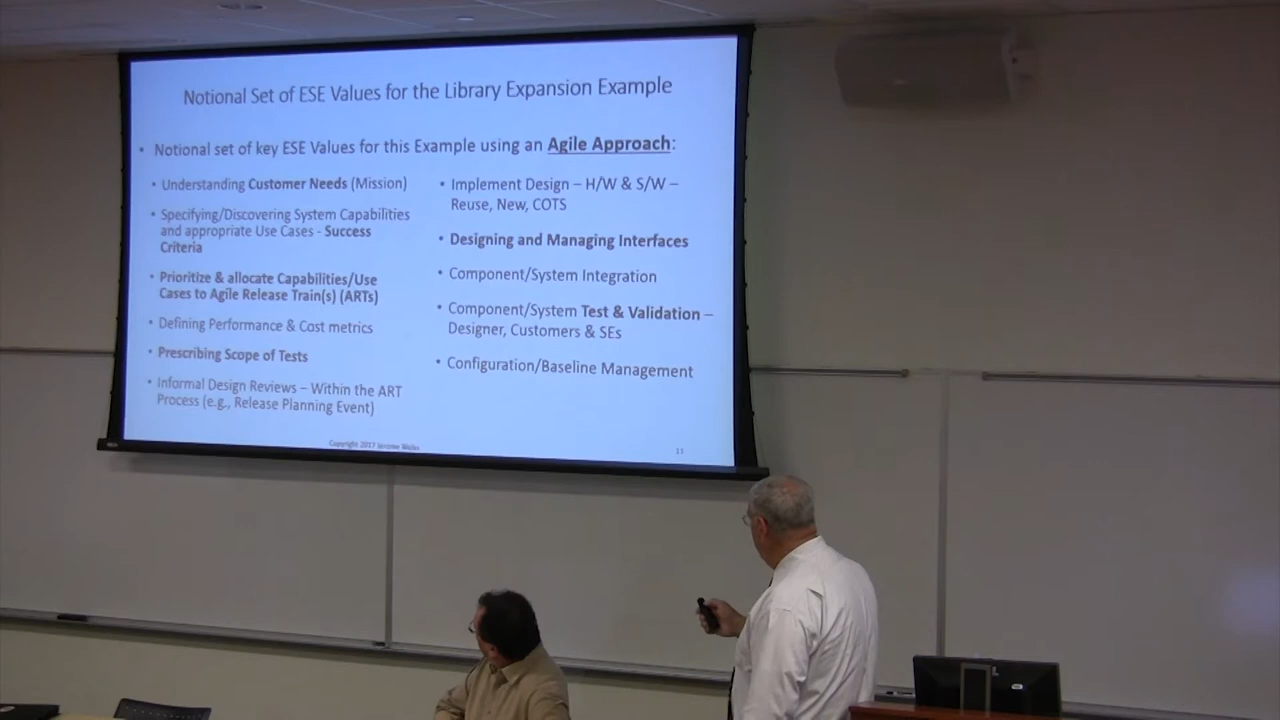 Notional Set of ESE Values for the Library Expansion Example
• Notional set of key ESE Values for this Example using an Agile Approach:
• Understanding Customer Needs (Mission)
• Specifying/Discovering System Capabilities
and appropriate Use Cases - Success
Criteria
• Prioritize & allocate Capabilities/Use
Cases to Agile Release Train(s) (ARTs)
• Defining Performance & Cost metrics
• Prescribing Scope of Tests
• Informal Design Reviews – Within the ART
Process (e.g., Release Planning Event)
• Implement Design – H/W & S/W –
Reuse, New, COTS
• Designing and Managing Interfaces
• Component/System Integration
• Component/System Test & Validation –
Designer, Customers & SEs
• Configuration/Baseline Management
Copyright 2017
11